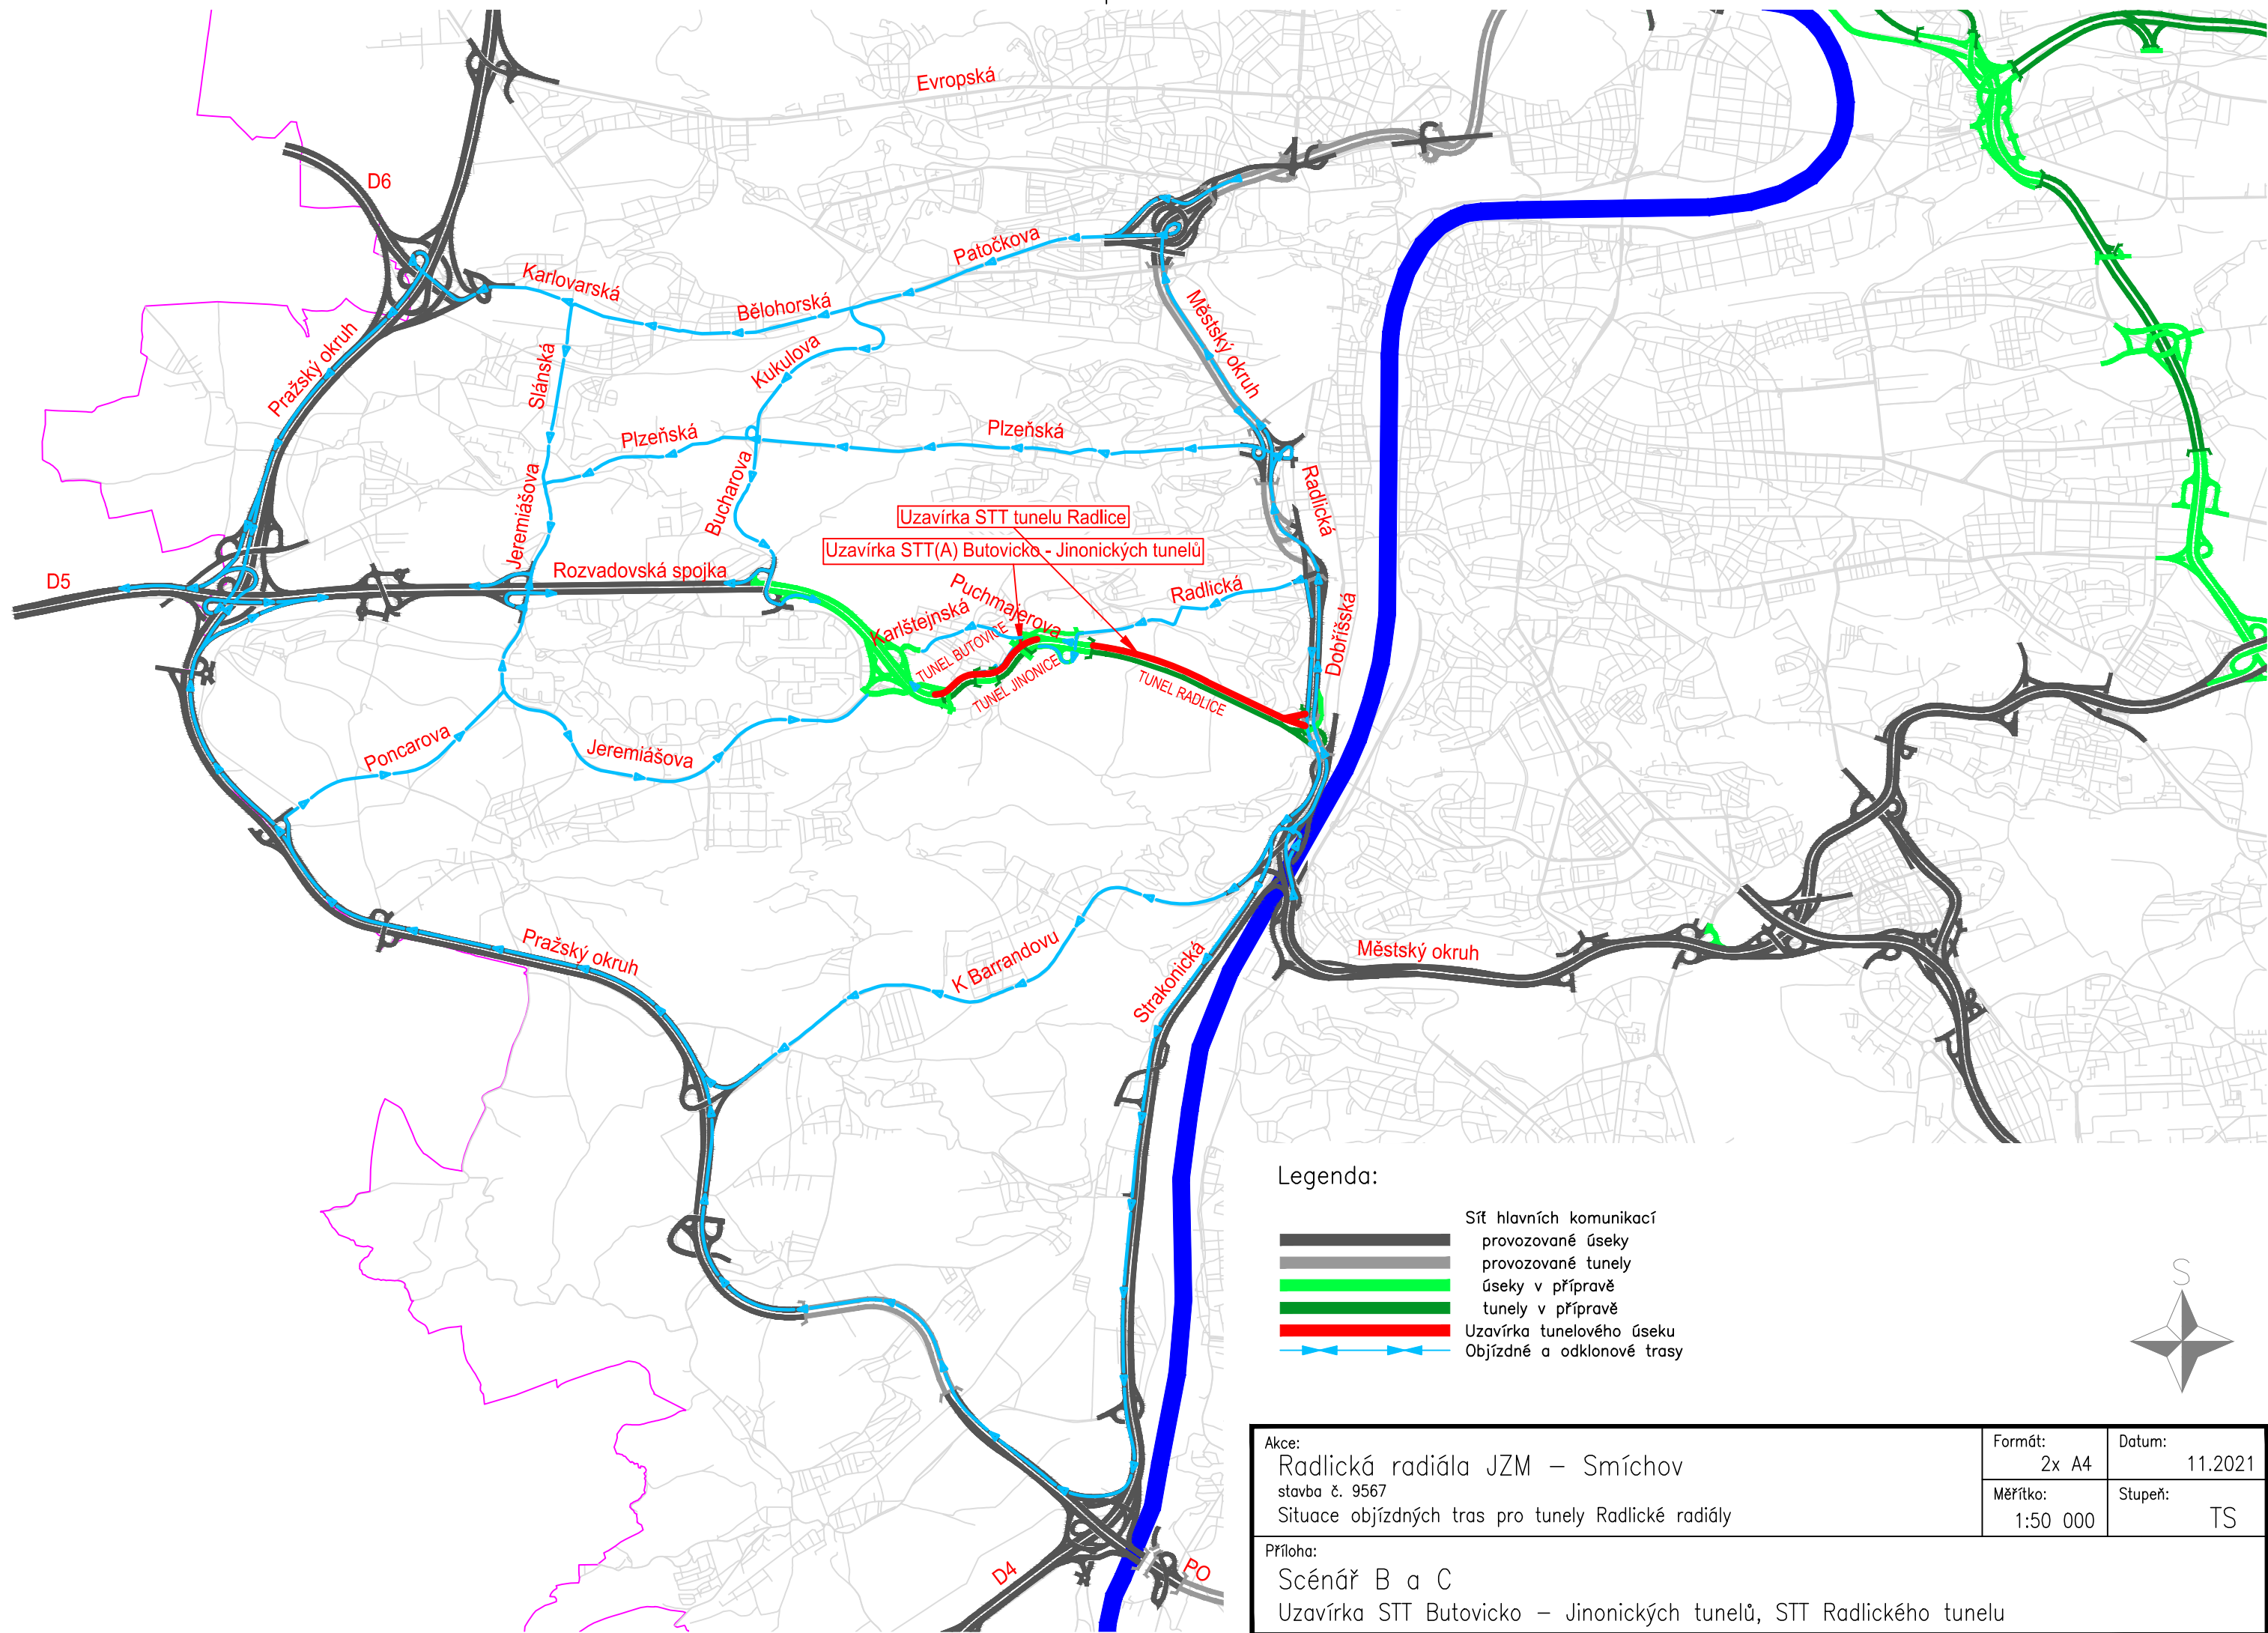 Evropská
D6
Patočkova
Karlovarská
Bělohorská
Městský okruh
Pražský okruh
Slánská
Kukulova
Plzeňská
Plzeňská
Jeremiášova
Bucharova
Radlická
Uzavírka STT tunelu Radlice
Uzavírka STT(A) Butovicko - Jinonických tunelů
D5
Rozvadovská spojka
Puchmajerova
Radlická
Karlštejnská
Dobříšská
TUNEL BUTOVICE
TUNEL JINONICE
TUNEL RADLICE
Poncarova
Jeremiášova
Pražský okruh
K Barrandovu
Strakonická
Městský okruh
D4
PO
Legenda:
Síť hlavních komunikací
provozované úseky
provozované tunely
úseky v přípravě
tunely v přípravě
Uzavírka tunelového úseku
Objízdné a odklonové trasy
S
Akce:
Radlická radiála JZM – Smíchov
stavba č. 9567
Situace objízdných tras pro tunely Radlické radiály
Formát:
2x A4
Datum:
11.2021
Měřítko:
1:50 000
Stupeň:
TS
Příloha:
Scénář B a C
Uzavírka STT Butovicko – Jinonických tunelů, STT Radlického tunelu